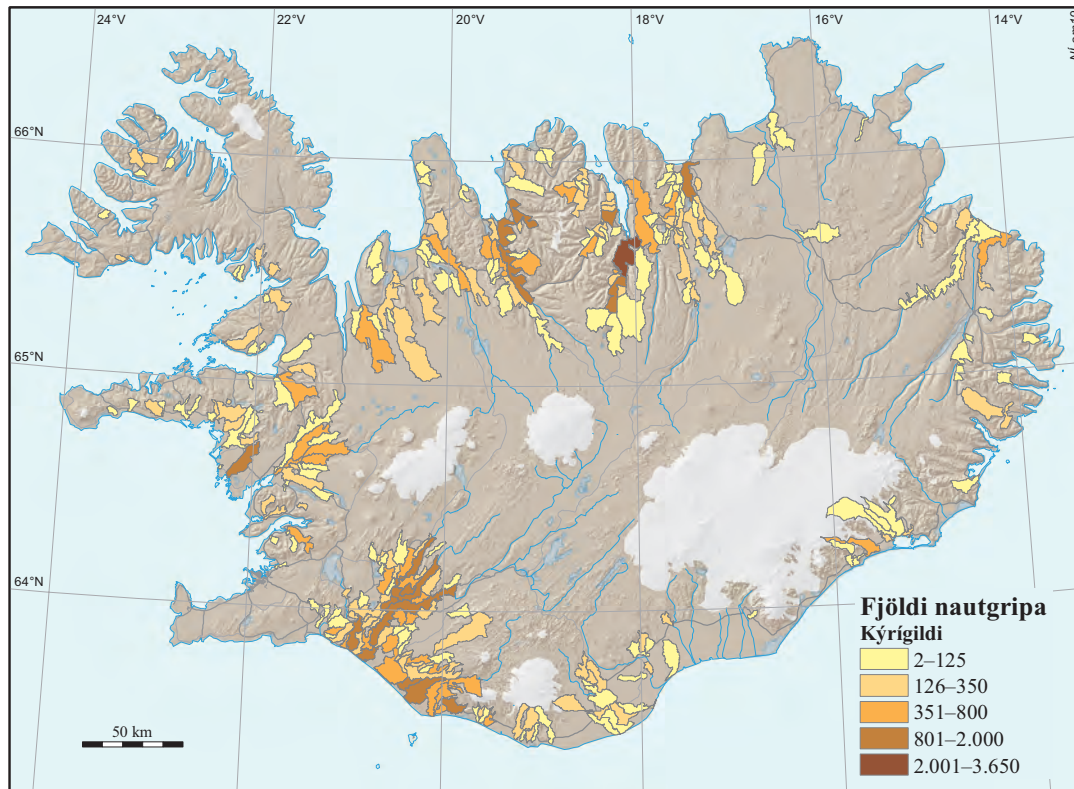 24°V
22°V
20°V
18°V
16°V
14°V
66°N
65°N
64°N
50 km
Fjöldi nautgripa
Kýrígildi
2–125
126–350
351–800
801–2.000
2.001–3.650